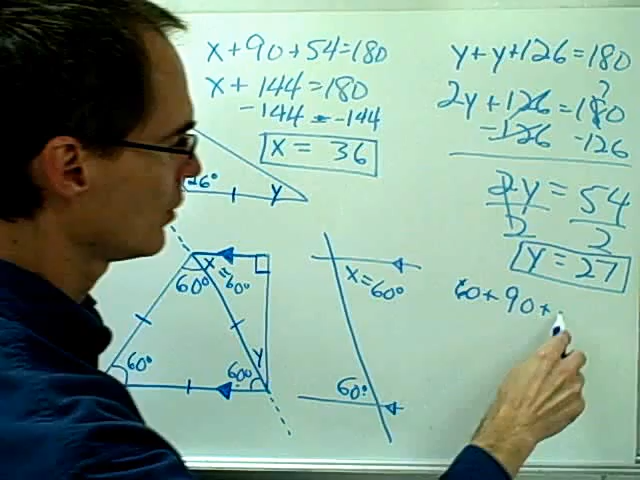 x + 90 + 54 = 180
x + 144 = 180
-144 = -144
x = 36
y + y + 126 = 180
2y + 126 = 180
-126 -126
2y = 54
2 2
y = 27
6°
y
60°
x = 60°
60°
60°
y
x = 60°
60°
60 + 90 +